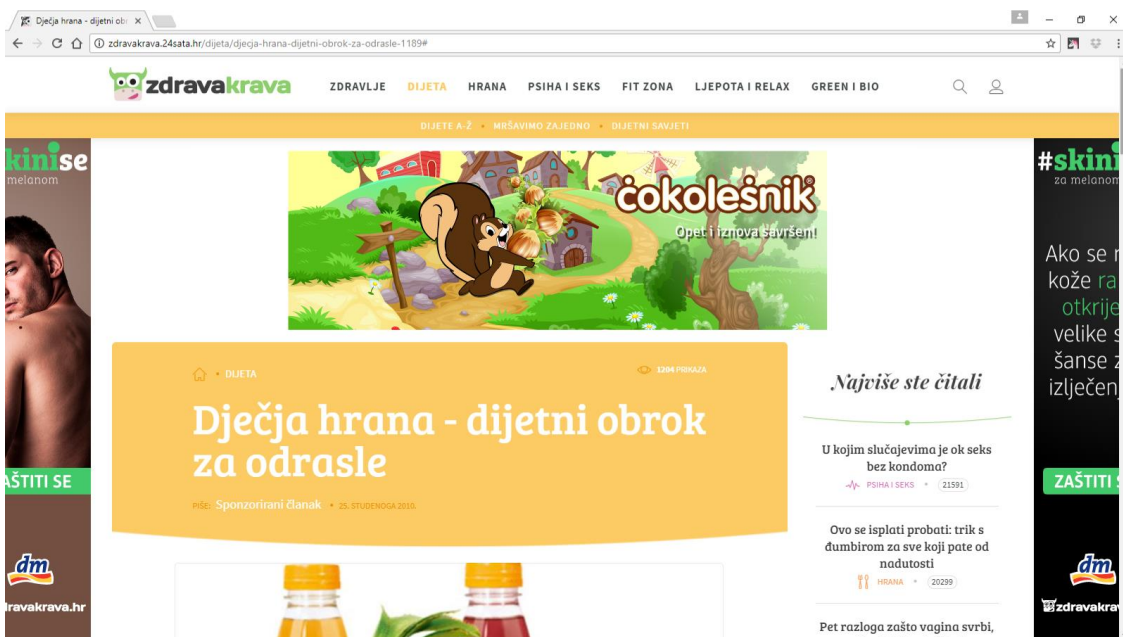 Dječja hrana - dijetni ob
zdravakrava.24sata.hr/dijeta/djecja-hrana-dijetni-obrok-za-odrasle-1189#
zdravakrava
ZDRAVLJE DIJETA HRANA PSIHA I SEKS FIT ZONA LJEPOTA I RELAX GREEN I BIO
DIJETE A-Ž • MRŠAVIMO ZAJEDNO • DIJETNI SAVJETI
kinise
melanom
AŠTITI SE
dm
dravakrava.hr
čokolešnik®
Opet i iznova savršen!
• DIJETA
1204 PRIKAZA
Dječja hrana - dijetni obrok
za odrasle
PIŠE: Sponzorirani članak • 25. STUDENOGA 2010.
Najviše ste čitali
U kojim slučajevima je ok seks
bez kondoma?
PSIHA I SEKS • 21591
Ovo se isplati probati: trik s
đumbirom za sve koji pate od
nadutosti
HRANA • 20299
Pet razloga zašto vagina svrbi,
#skini
za melanom
Ako se
kože ra
otkrije
velike s
šanse z
izlječen
ZAŠTITI
dm
zdravakra